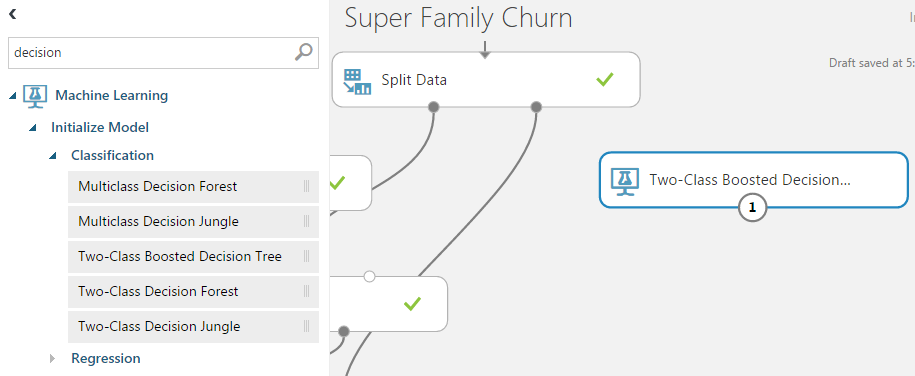 Super Family Churn
decision
Draft saved at 5:
Split Data
Machine Learning
Initialize Model
Classification
Multiclass Decision Forest
Multiclass Decision Jungle
Two-Class Boosted Decision Tree
Two-Class Decision Forest
Two-Class Decision Jungle
Regression
Two-Class Boosted Decision...
1